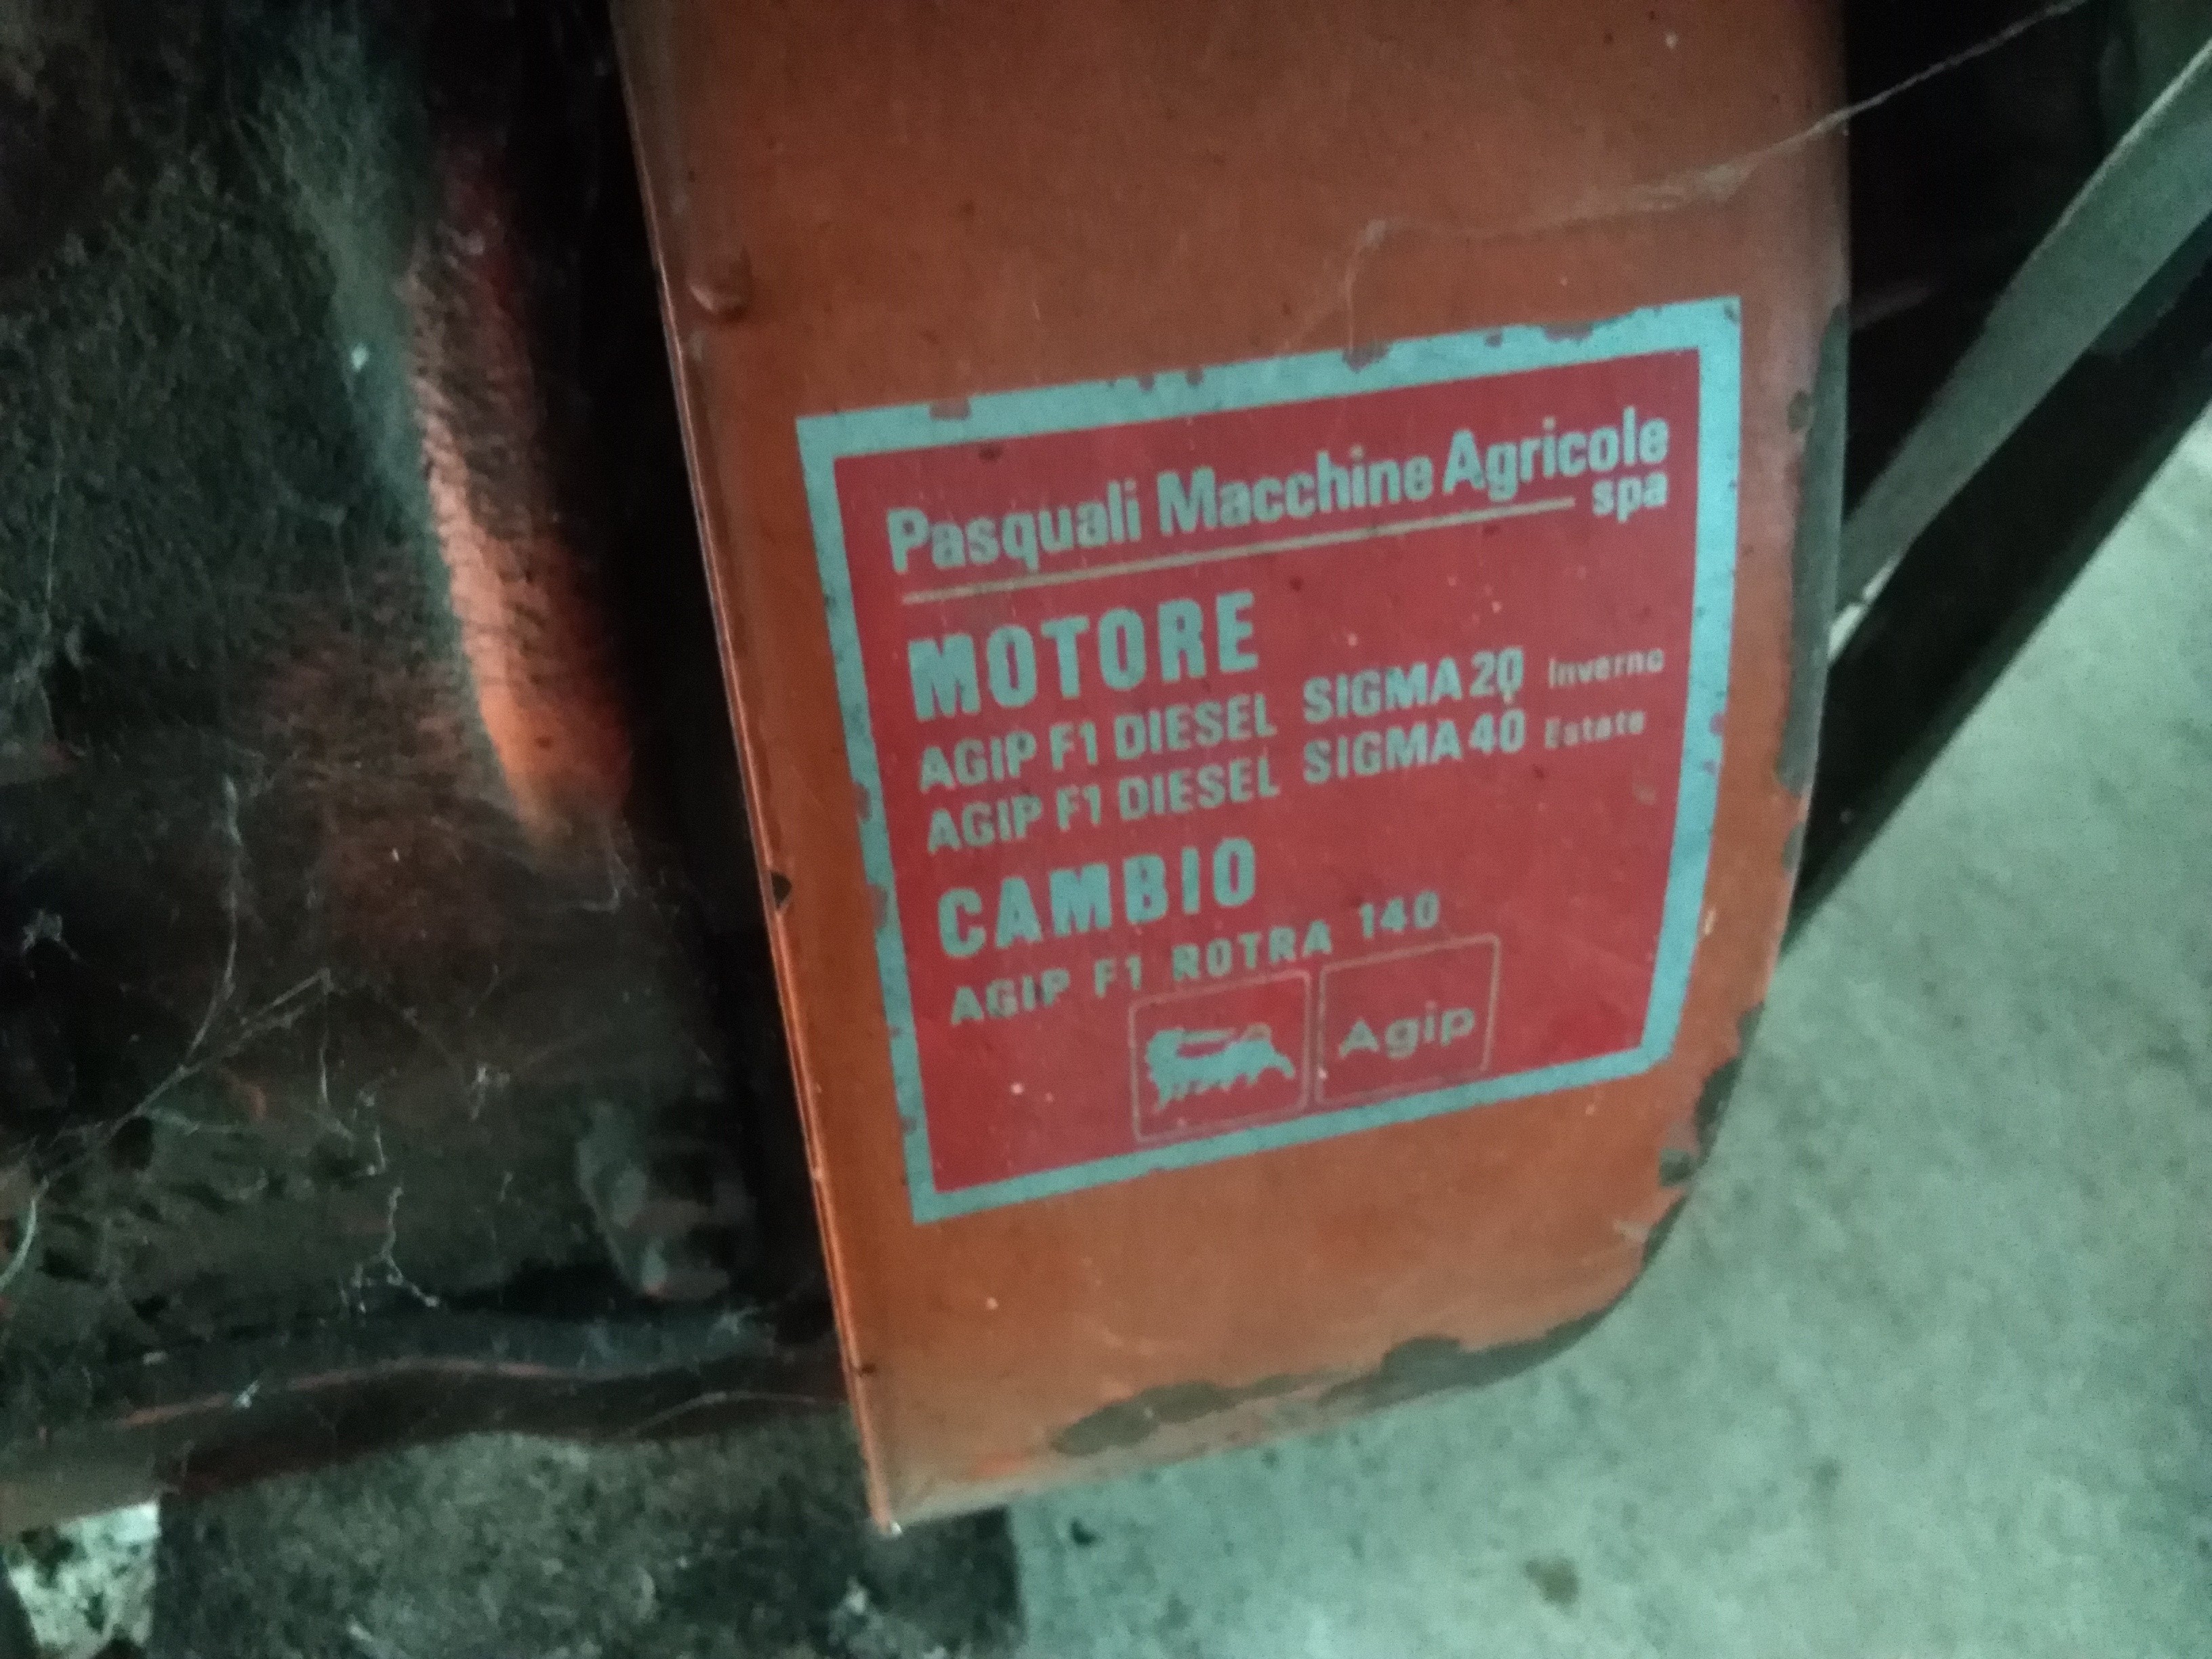 Pasquali Macchine Agricole
spa
MOTORE
AGIP F1 DIESEL SIGMA 20 Inverno
AGIP F1 DIESEL SIGMA 40 Estate
CAMBIO
AGIP F1 ROTRA 140
Agip